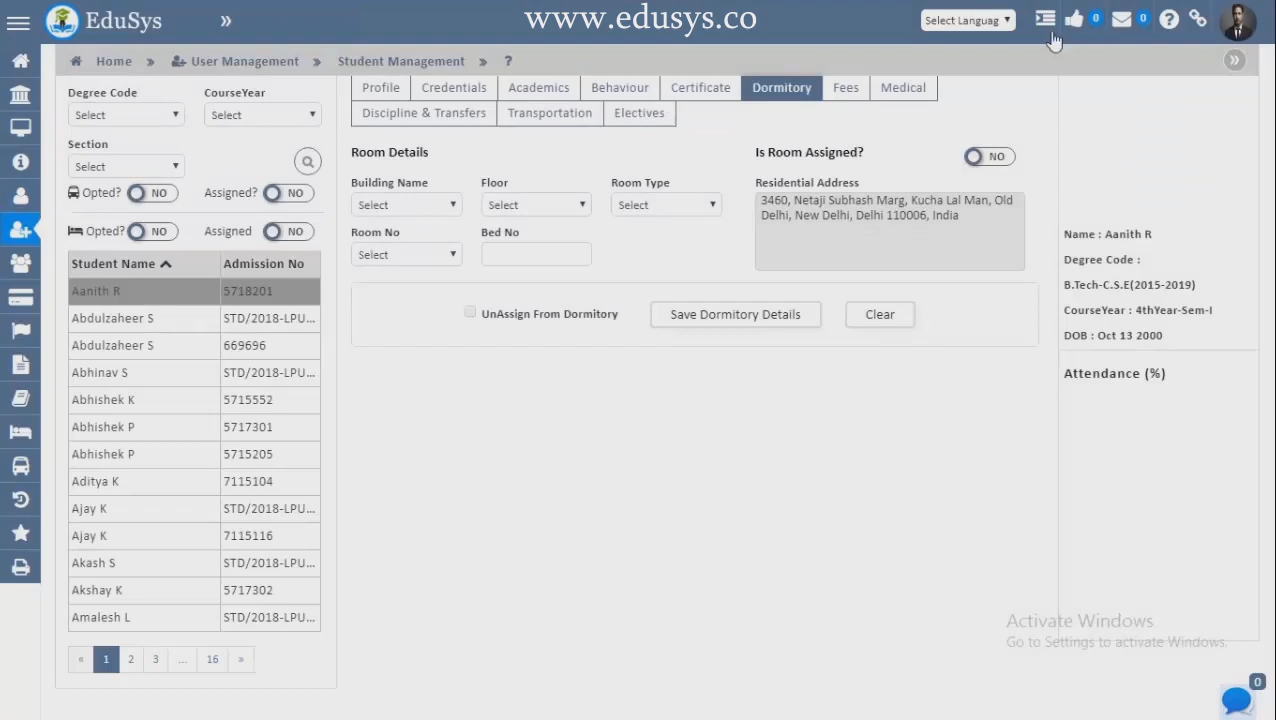 EduSys » www.edusys.co Select Languag 0 0
Home » User Management » Student Management » ? »
Degree Code CourseYear
Select Select
Section
Select
Opted? NO Assigned? NO
Opted? NO Assigned NO
Student Name Admission No
Aanith R 5718201
Abdulzaheer S STD/2018-LPU...
Abdulzaheer S 669696
Abhinav S STD/2018-LPU...
Abhishek K 5715552
Abhishek P 5717301
Abhishek P 5715205
Aditya K 7115104
Ajay K STD/2018-LPU...
Ajay K 7115116
Akash S STD/2018-LPU...
Akshay K 5717302
Amalesh L STD/2018-LPU...
« 1 2 3 ... 16 »
Profile Credentials Academics Behaviour Certificate Dormitory Fees Medical
Discipline & Transfers Transportation Electives
Room Details Is Room Assigned? NO
Building Name Floor Room Type Residential Address
Select Select Select
3460, Netaji Subhash Marg, Kucha Lal Man, Old
Delhi, New Delhi, Delhi 110006, India
Room No Bed No
Select
UnAssign From Dormitory Save Dormitory Details Clear
Name : Aanith R
Degree Code :
B.Tech-C.S.E(2015-2019)
CourseYear : 4thYear-Sem-I
DOB : Oct 13 2000
Attendance (%)
Activate Windows
Go to Settings to activate Windows.
0